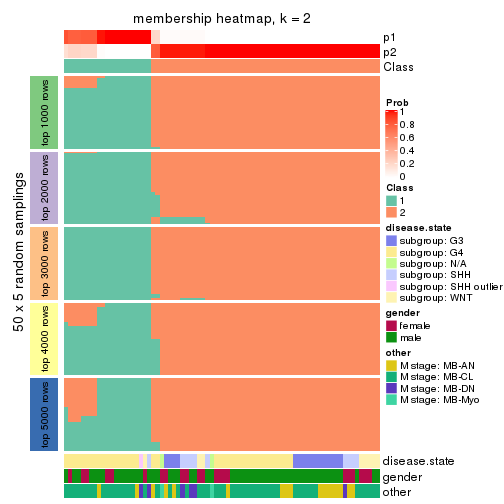 membership heatmap, k = 2
p1
p2
Class
50 x 5 random samplings
top 1000 rows
top 2000 rows
top 3000 rows
top 4000 rows
top 5000 rows
disease.state
gender
other
Prob
1
0.8
0.6
0.4
0.2
0
Class
1
2
disease.state
subgroup: G3
subgroup: G4
subgroup: N/A
subgroup: SHH
subgroup: SHH outlier
subgroup: WNT
gender
female
male
other
M stage: MB-AN
M stage: MB-CL
M stage: MB-DN
M stage: MB-Myo